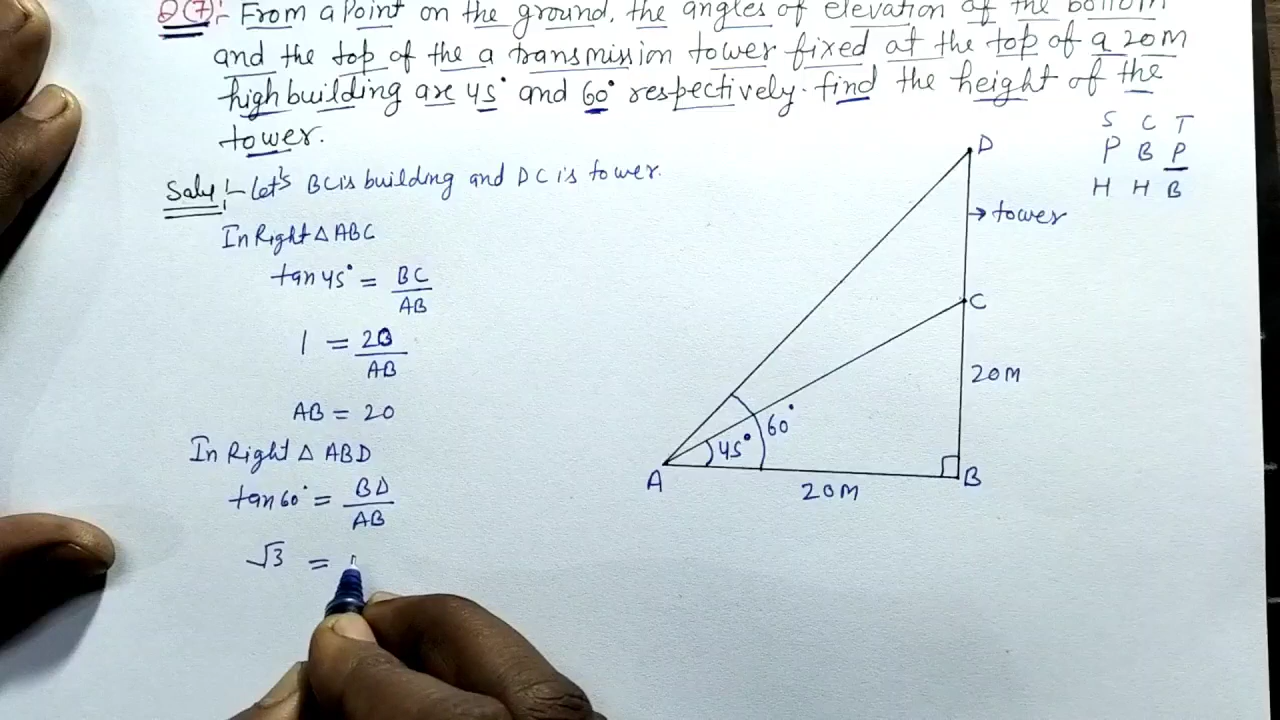 Q(7):- From a Point on the ground, the angles of elevation of the bottom
and the top of the a transmission tower fixed at the top of a 20M
high building are 45° and 60° respectively. find the height of the
tower.
Soly:- Let's BC is building and DC is tower.
In Right △ ABC
tan 45° = BC
AB
1 = 20
AB
AB = 20
In Right △ ABD
tan 60° = BD
AB
√3 =
S C T
P B P
H H B
D
→ tower
C
20M
60°
45°
A
B
20M